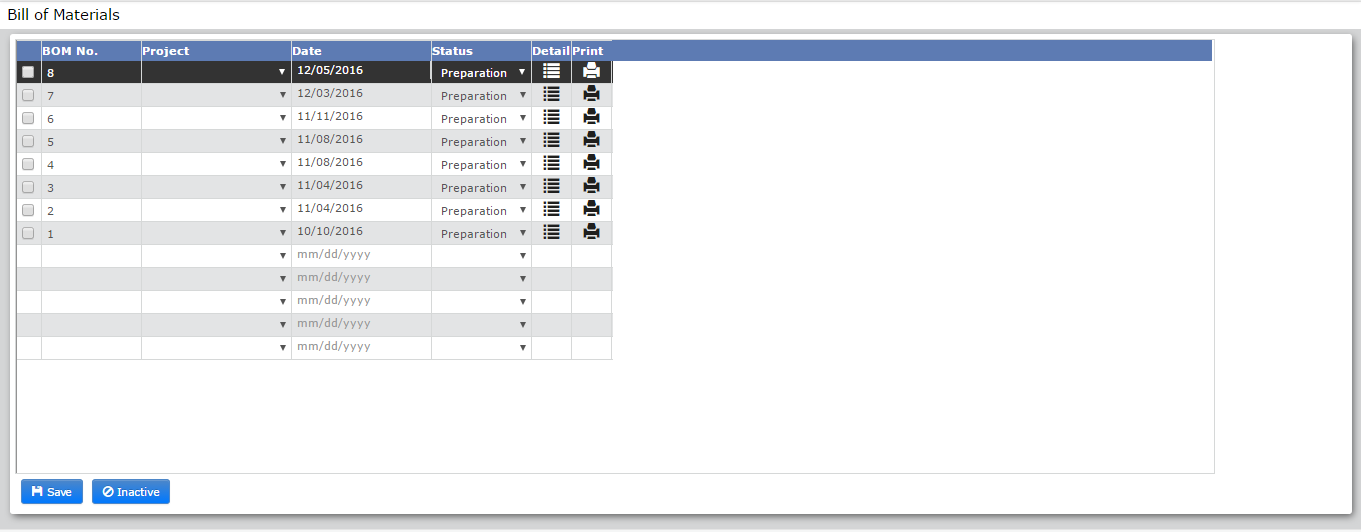 Bill of Materials
BOM No. Project Date Status Detail Print
8 12/05/2016 Preparation
7 12/03/2016 Preparation
6 11/11/2016 Preparation
5 11/08/2016 Preparation
4 11/08/2016 Preparation
3 11/04/2016 Preparation
2 11/04/2016 Preparation
1 10/10/2016 Preparation
mm/dd/yyyy
mm/dd/yyyy
mm/dd/yyyy
mm/dd/yyyy
mm/dd/yyyy
Save Inactive